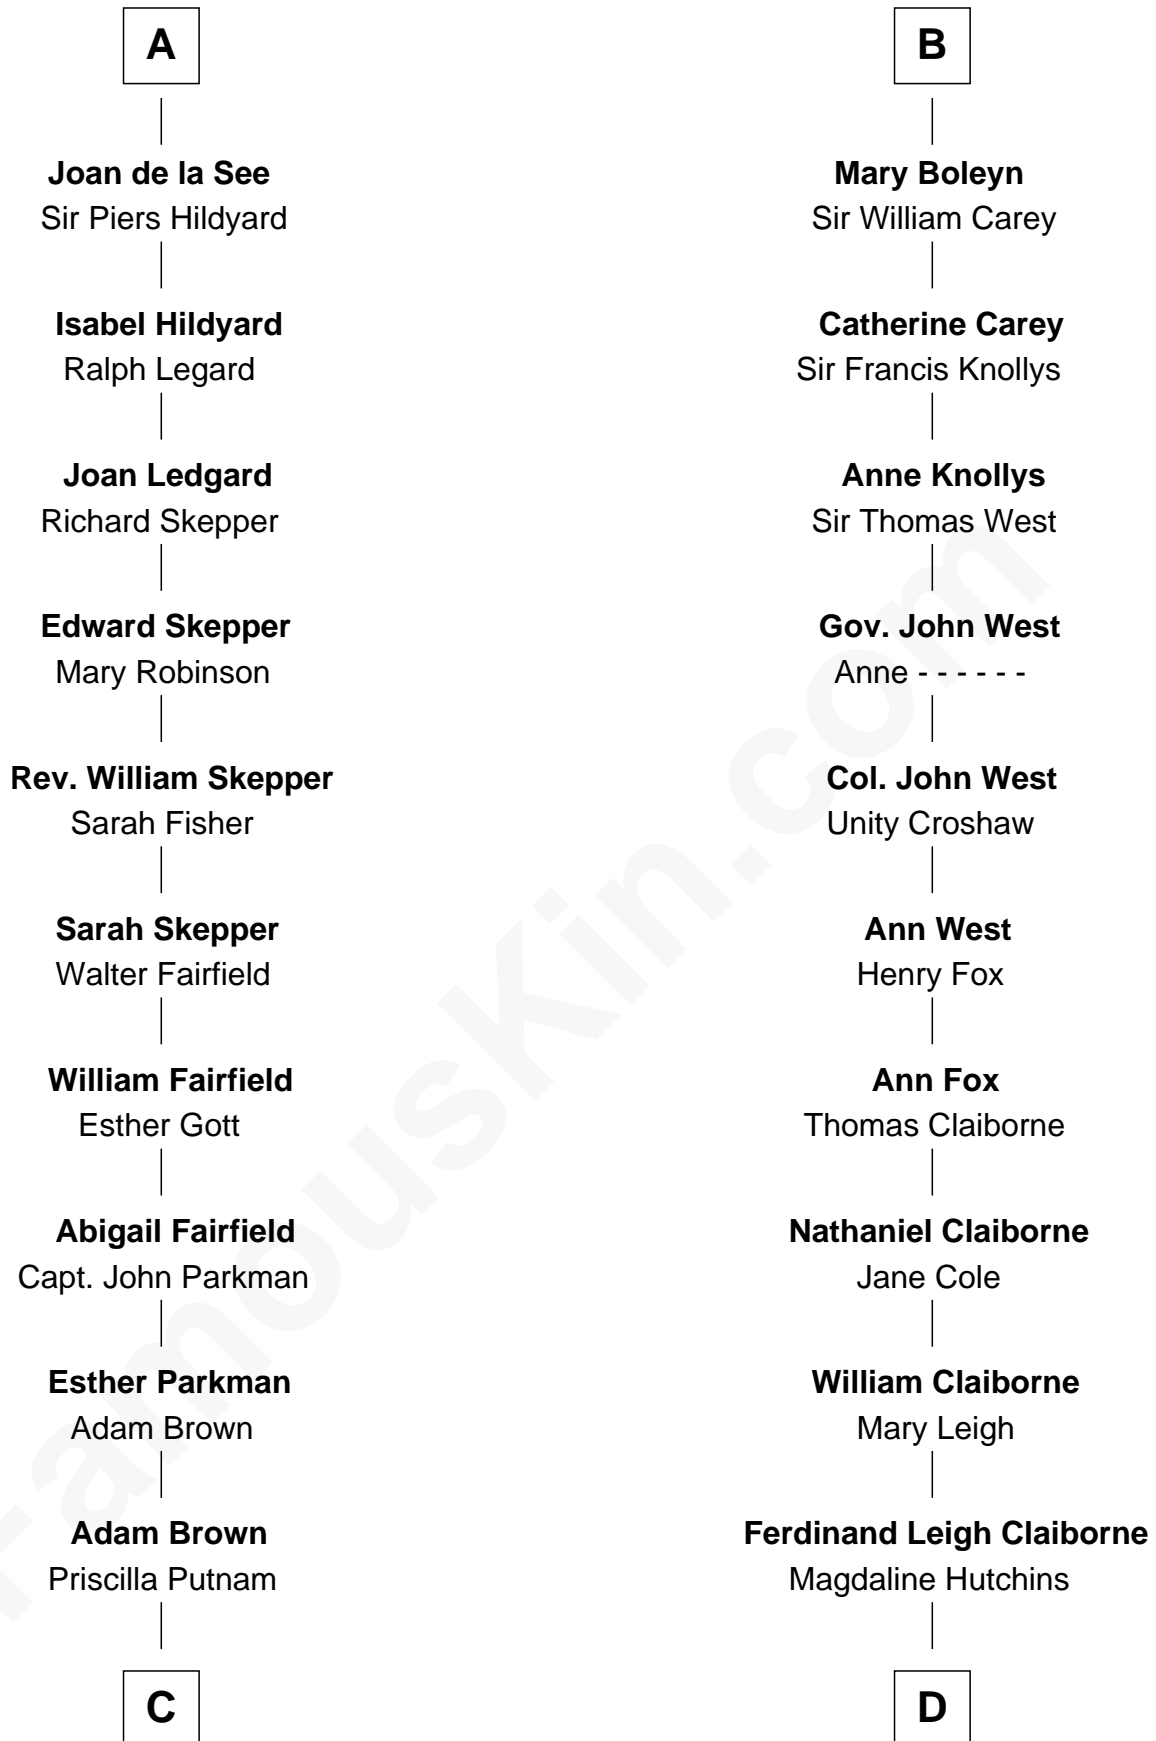 A
Joan de la See
Sir Piers Hildyard
Isabel Hildyard
Ralph Legard
Joan Ledgard
Richard Skepper
Edward Skepper
Mary Robinson
Rev. William Skepper
Sarah Fisher
Sarah Skepper
Walter Fairfield
William Fairfield
Esther Gott
Abigail Fairfield
Capt. John Parkman
Esther Parkman
Adam Brown
Adam Brown
Priscilla Putnam
C
B
Mary Boleyn
Sir William Carey
Catherine Carey
Sir Francis Knollys
Anne Knollys
Sir Thomas West
Gov. John West
Anne - - - - - -
Col. John West
Unity Croshaw
Ann West
Henry Fox
Ann Fox
Thomas Claiborne
Nathaniel Claiborne
Jane Cole
William Claiborne
Mary Leigh
Ferdinand Leigh Claiborne
Magdaline Hutchins
D
FamousKin.com